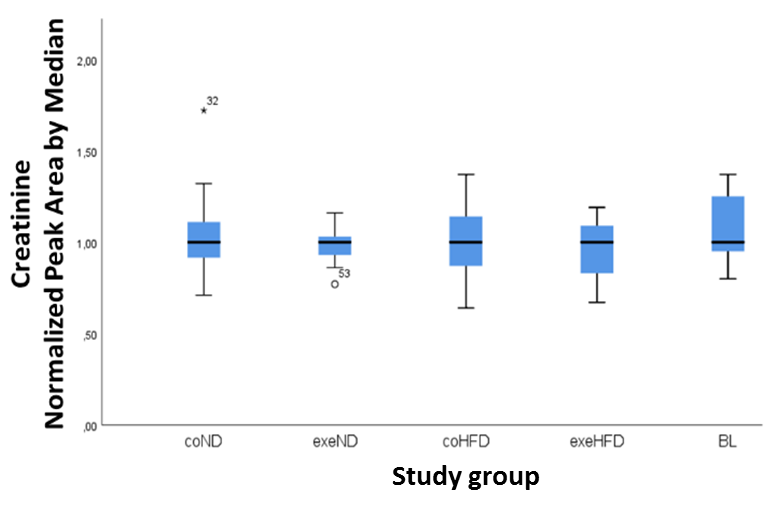 Creatinine
Normalized Peak Area by Median
2,00
1,50
1,00
,50
,00
32
53
coND
exeND
coHFD
exeHFD
BL
Study group